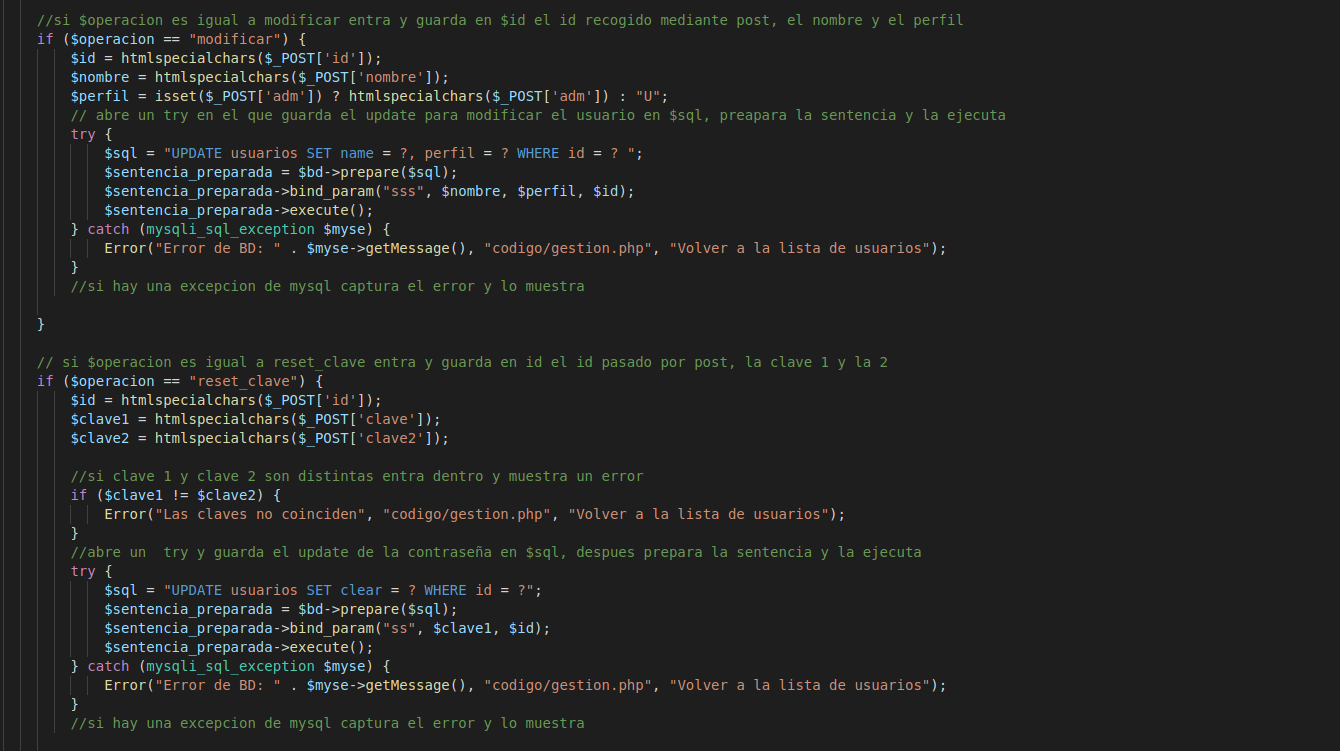 //si $operacion es igual a modificar entra y guarda en $id el id recogido mediante post, el nombre y el perfil
if ($operacion == "modificar") {
$id = htmlspecialchars($_POST['id']);
$nombre = htmlspecialchars($_POST['nombre']);
$perfil = isset($_POST['adm']) ? htmlspecialchars($_POST['adm']) : "U";
// abre un try en el que guarda el update para modificar el usuario en $sql, preapara la sentencia y la ejecuta
try {
$sql = "UPDATE usuarios SET name = ?, perfil = ? WHERE id = ? ";
$sentencia_preparada = $bd->prepare($sql);
$sentencia_preparada->bind_param("sss", $nombre, $perfil, $id);
$sentencia_preparada->execute();
} catch (mysqli_sql_exception $myse) {
Error("Error de BD: " . $myse->getMessage(), "codigo/gestion.php", "Volver a la lista de usuarios");
}
//si hay una excepcion de mysql captura el error y lo muestra
}
// si $operacion es igual a reset_clave entra y guarda en id el id pasado por post, la clave 1 y la 2
if ($operacion == "reset_clave") {
$id = htmlspecialchars($_POST['id']);
$clave1 = htmlspecialchars($_POST['clave']);
$clave2 = htmlspecialchars($_POST['clave2']);
//si clave 1 y clave 2 son distintas entra dentro y muestra un error
if ($clave1 != $clave2) {
Error("Las claves no coinciden", "codigo/gestion.php", "Volver a la lista de usuarios");
}
//abre un  try y guarda el update de la contraseña en $sql, despues prepara la sentencia y la ejecuta
try {
$sql = "UPDATE usuarios SET clear = ? WHERE id = ?";
$sentencia_preparada = $bd->prepare($sql);
$sentencia_preparada->bind_param("ss", $clave1, $id);
$sentencia_preparada->execute();
} catch (mysqli_sql_exception $myse) {
Error("Error de BD: " . $myse->getMessage(), "codigo/gestion.php", "Volver a la lista de usuarios");
}
//si hay una excepcion de mysql captura el error y lo muestra